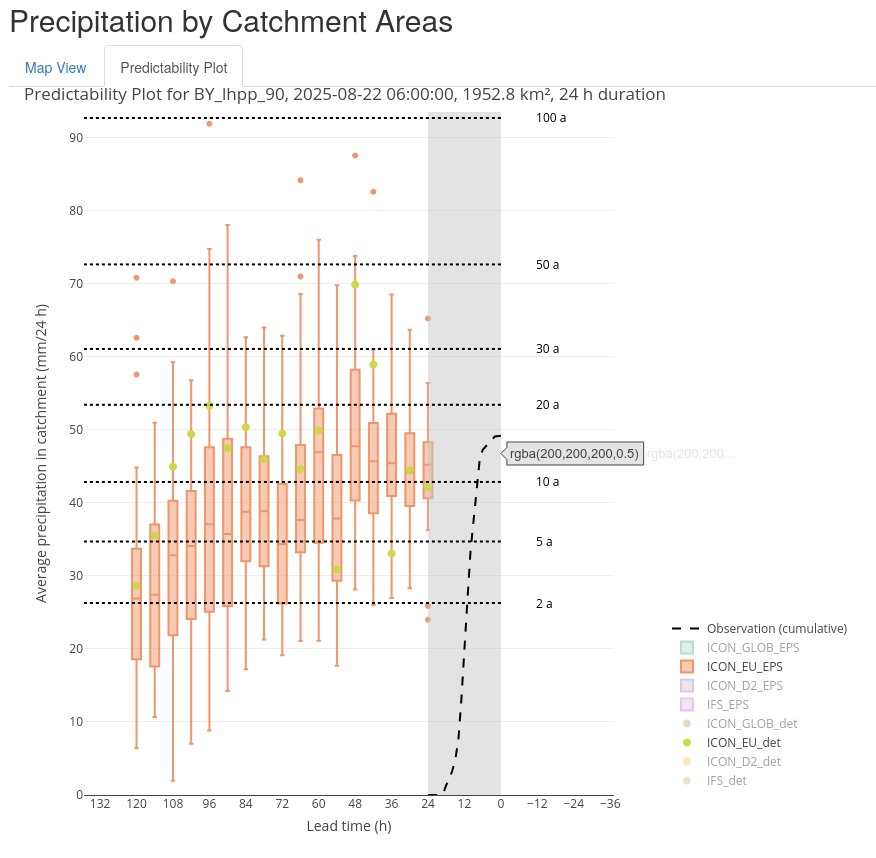 Precipitation by Catchment Areas
Map View
Predictability Plot
Predictability Plot for BY_lhpp_90, 2025-08-22 06:00:00, 1952.8 km², 24 h duration
100 a
90
80
50 a
70
30 a
60
20 a
50
rgba(200,200,200,0.5) rgba(200,200...
10 a
40
5 a
30
2 a
20
10
0
Average precipitation in catchment (mm/24 h)
132 120 108 96 84 72 60 48 36 24 12 0 −12 −24 −36
Lead time (h)
Observation (cumulative)
ICON_GLOB_EPS
ICON_EU_EPS
ICON_D2_EPS
IFS_EPS
ICON_GLOB_det
ICON_EU_det
ICON_D2_det
IFS_det